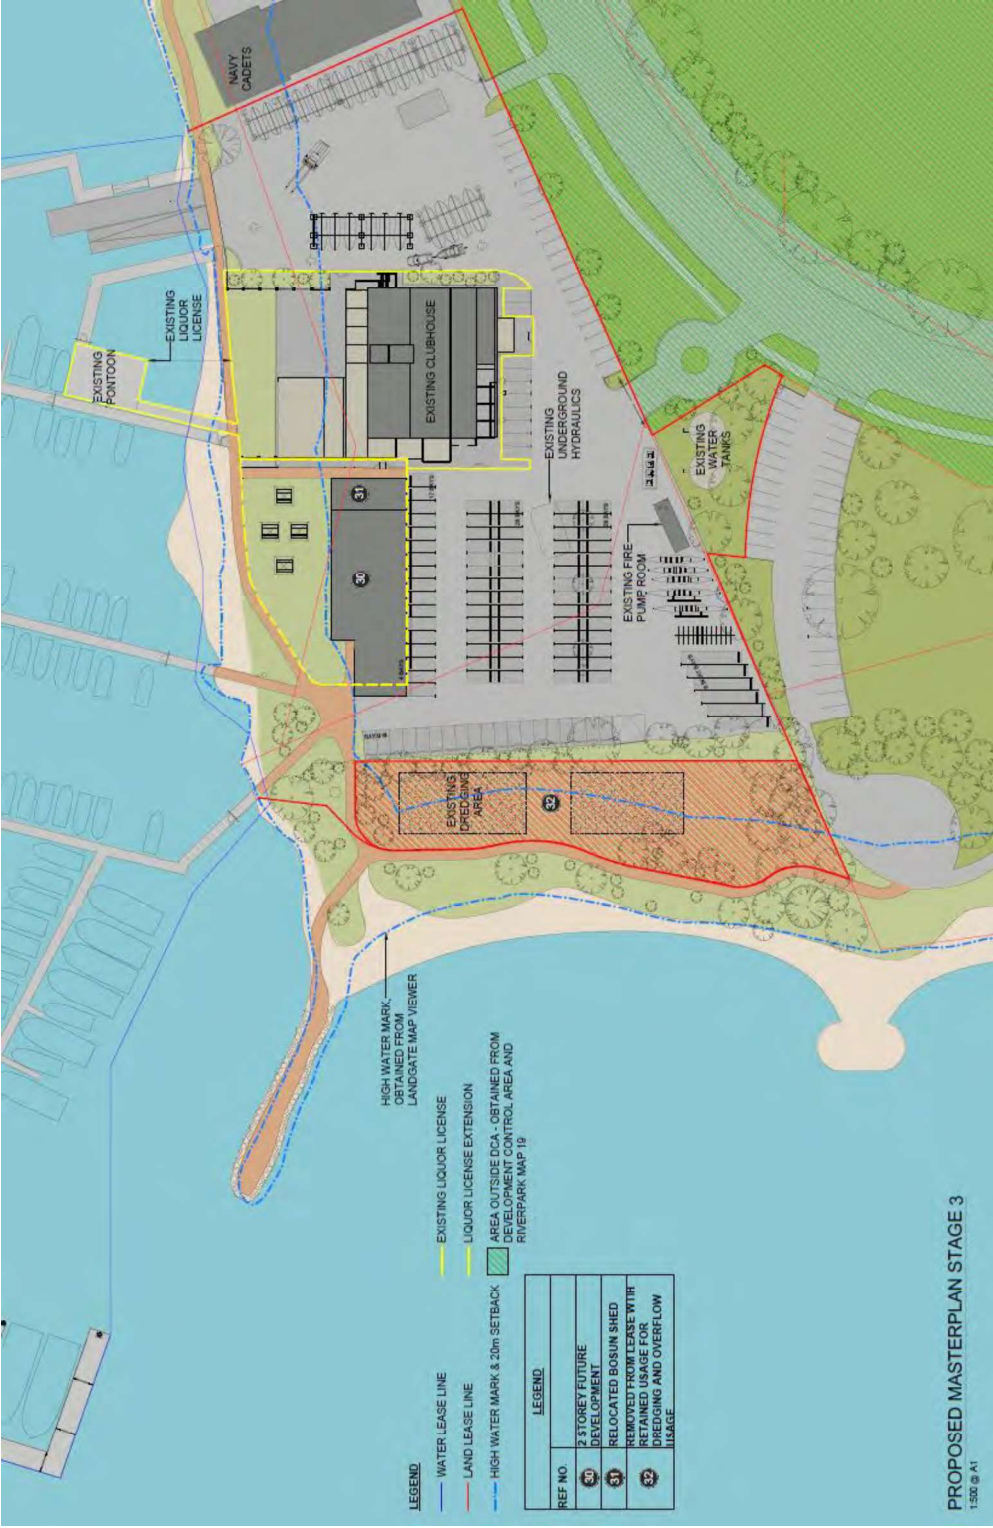 NAVY
CADETS
EXISTING
LIQUOR
LICENSE
EXISTING
PONTOON
EXISTING CLUBHOUSE
EXISTING
UNDERGROUND
HYDRAULICS
EXISTING
WATER
TANKS
EXISTING FIRE
PUMP ROOM
31
30
EXISTING
DREDGING
AREA
32
HIGH WATER MARK,
OBTAINED FROM
LANDGATE MAP VIEWER
LEGEND
WATER LEASE LINE
LAND LEASE LINE
HIGH WATER MARK & 20m SETBACK
EXISTING LIQUOR LICENSE
LIQUOR LICENSE EXTENSION
AREA OUTSIDE DCA - OBTAINED FROM
DEVELOPMENT CONTROL AREA AND
RIVERPARK MAP 19
REF NO. LEGEND
30 2 STOREY FUTURE
DEVELOPMENT
31 RELOCATED BOSUN SHED
32 REMOVED FROM LEASE WITH
RETAINED USAGE FOR
DREDGING AND OVERFLOW
USAGE
PROPOSED MASTERPLAN STAGE 3
1:500 @ A1